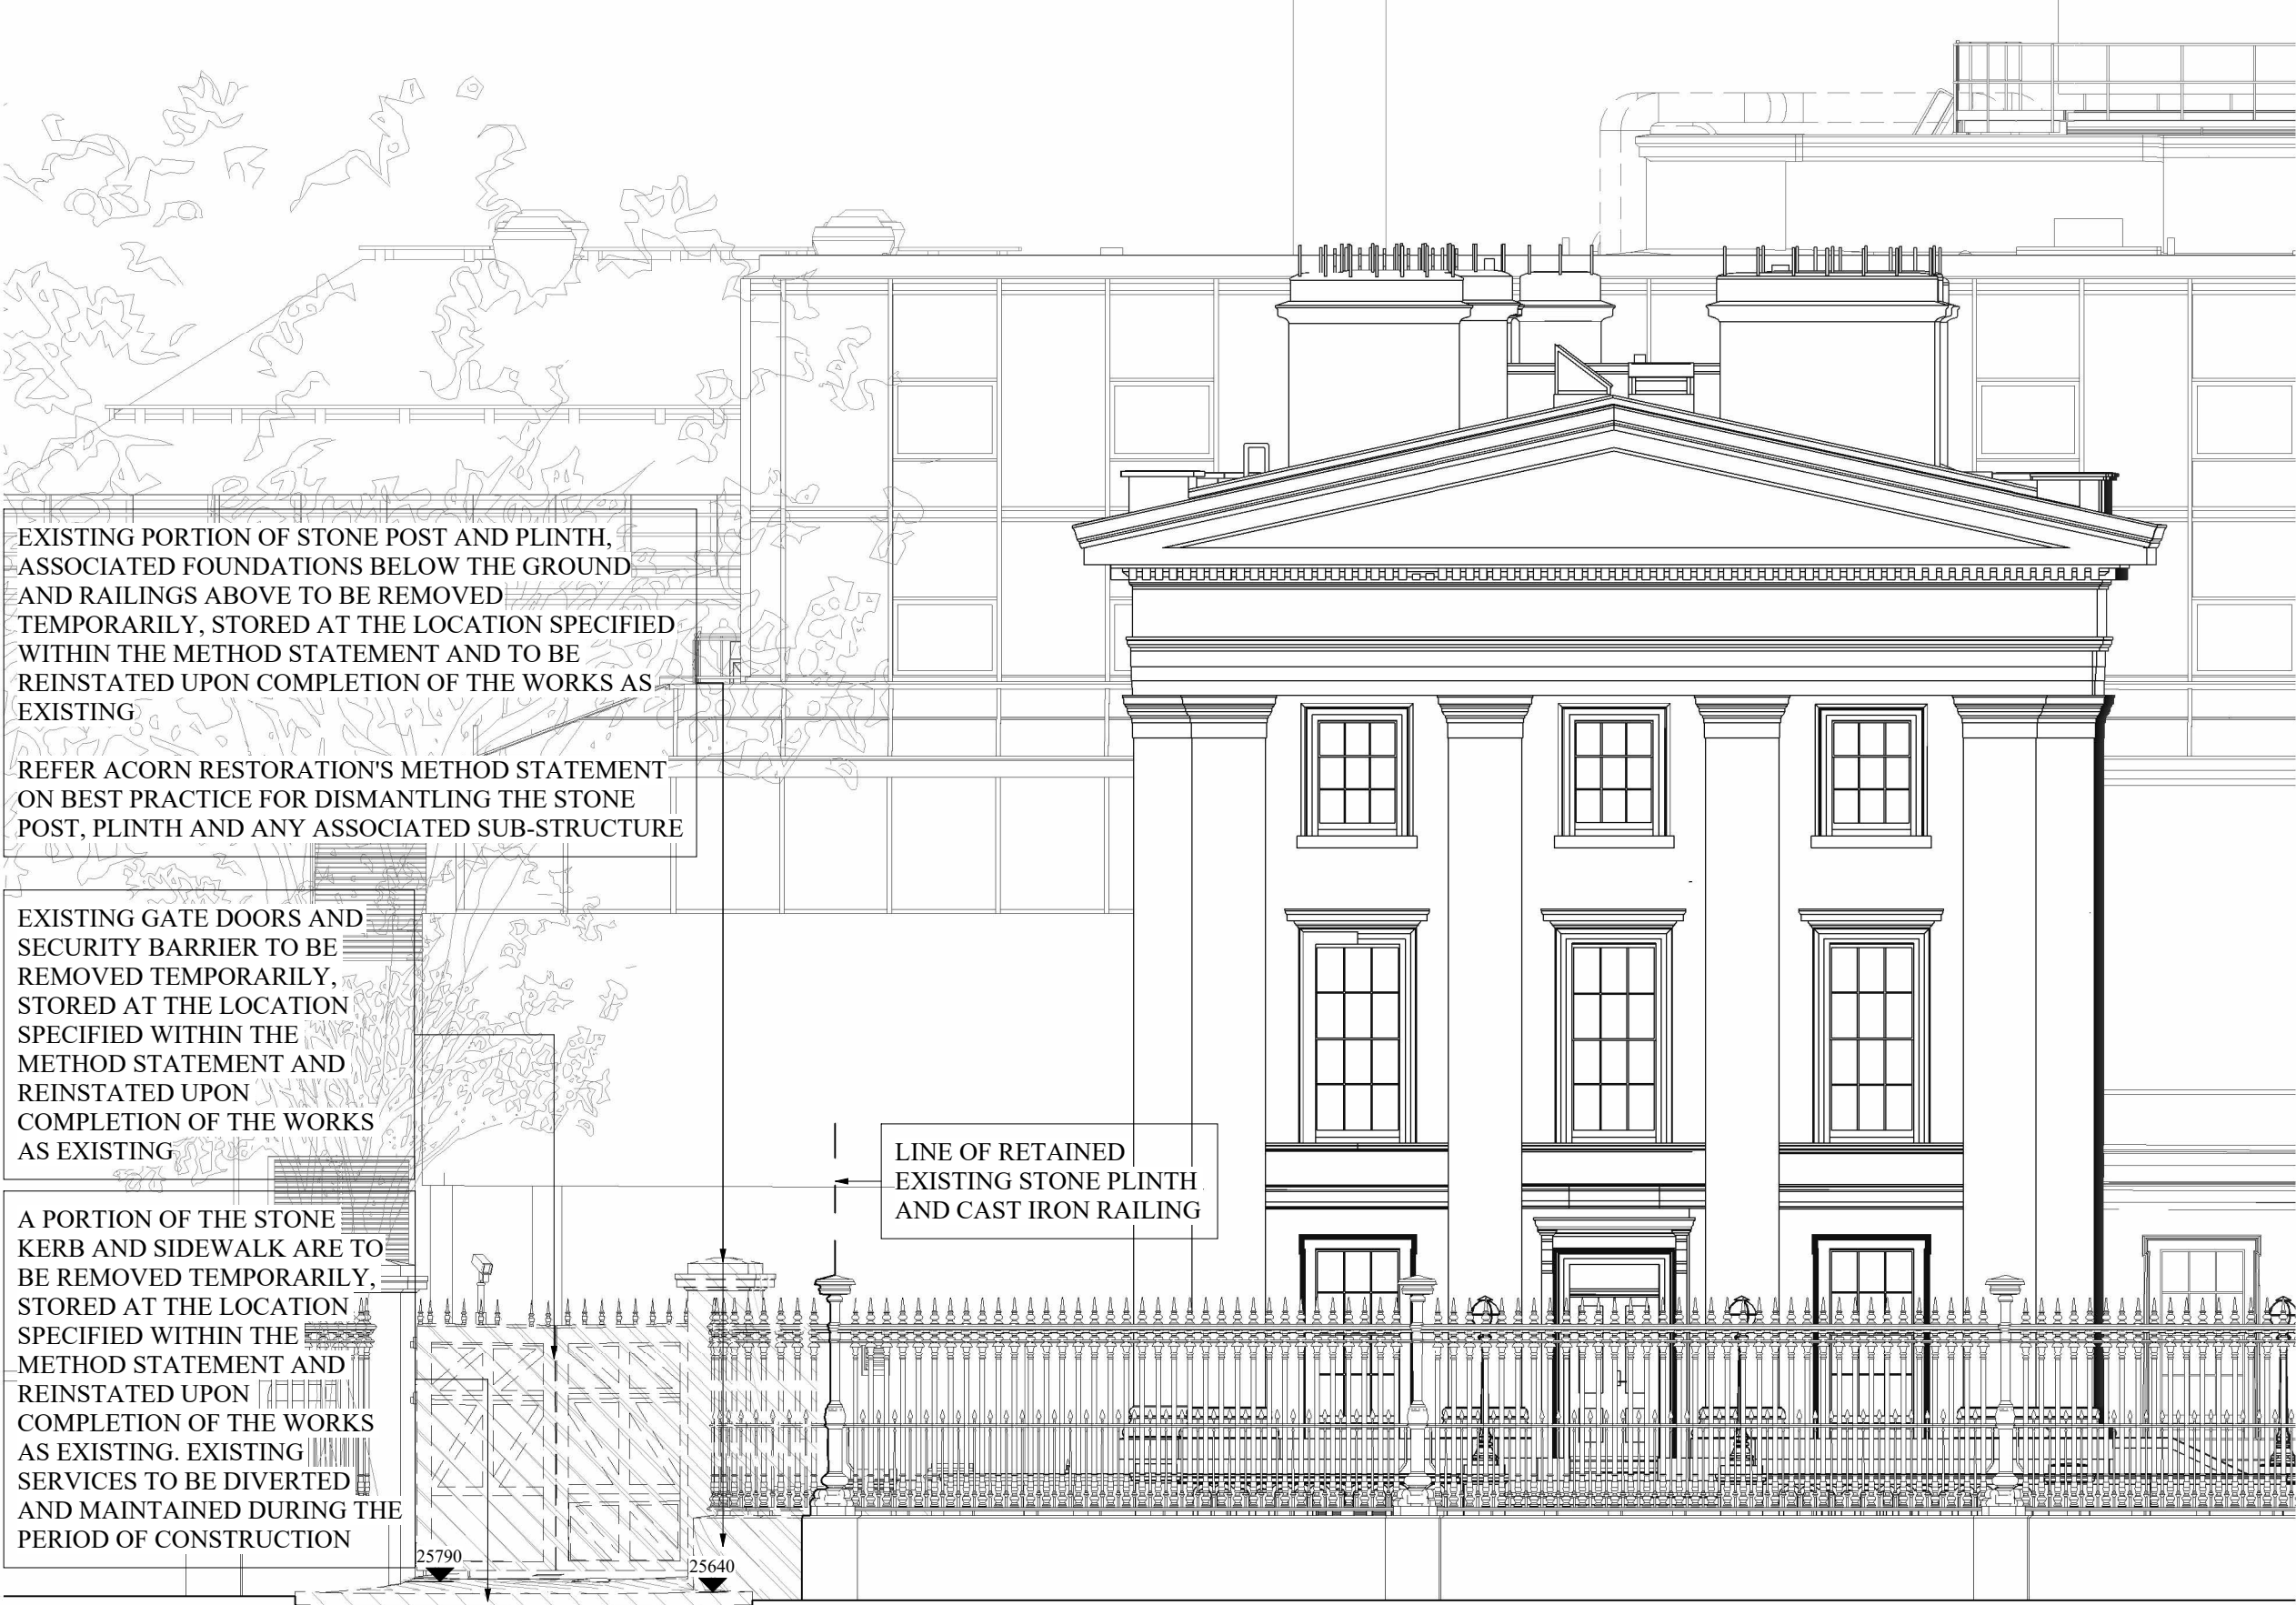 EXISTING PORTION OF STONE POST AND PLINTH,
ASSOCIATED FOUNDATIONS BELOW THE GROUND
AND RAILINGS ABOVE TO BE REMOVED
TEMPORARILY, STORED AT THE LOCATION SPECIFIED
WITHIN THE METHOD STATEMENT AND TO BE
REINSTATED UPON COMPLETION OF THE WORKS AS
EXISTING
REFER ACORN RESTORATION'S METHOD STATEMENT
ON BEST PRACTICE FOR DISMANTLING THE STONE
POST, PLINTH AND ANY ASSOCIATED SUB-STRUCTURE
EXISTING GATE DOORS AND
SECURITY BARRIER TO BE
REMOVED TEMPORARILY,
STORED AT THE LOCATION
SPECIFIED WITHIN THE
METHOD STATEMENT AND
REINSTATED UPON
COMPLETION OF THE WORKS
AS EXISTING
LINE OF RETAINED
EXISTING STONE PLINTH
AND CAST IRON RAILING
A PORTION OF THE STONE
KERB AND SIDEWALK ARE TO
BE REMOVED TEMPORARILY,
STORED AT THE LOCATION
SPECIFIED WITHIN THE
METHOD STATEMENT AND
REINSTATED UPON
COMPLETION OF THE WORKS
AS EXISTING. EXISTING
SERVICES TO BE DIVERTED
AND MAINTAINED DURING THE
PERIOD OF CONSTRUCTION
25790
25640